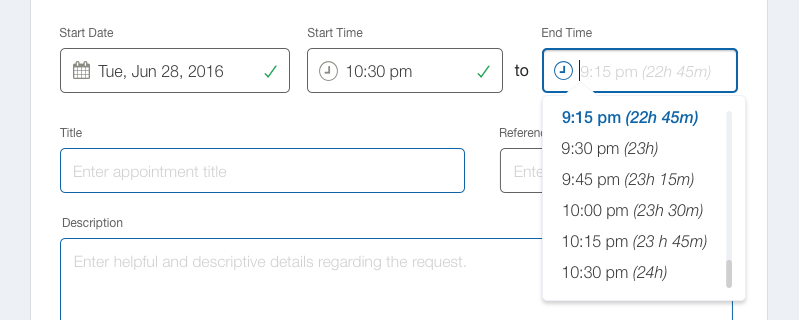 Start Date
Start Time
End Time
Tue, Jun 28, 2016
10:30 pm
to
9:15 pm (22h 45m)
9:15 pm (22h 45m)
9:30 pm (23h)
9:45 pm (23h 15m)
10:00 pm (23h 30m)
10:15 pm (23 h 45m)
10:30 pm (24h)
Title
Referen
Enter appointment title
Ente
Description
Enter helpful and descriptive details regarding the request.